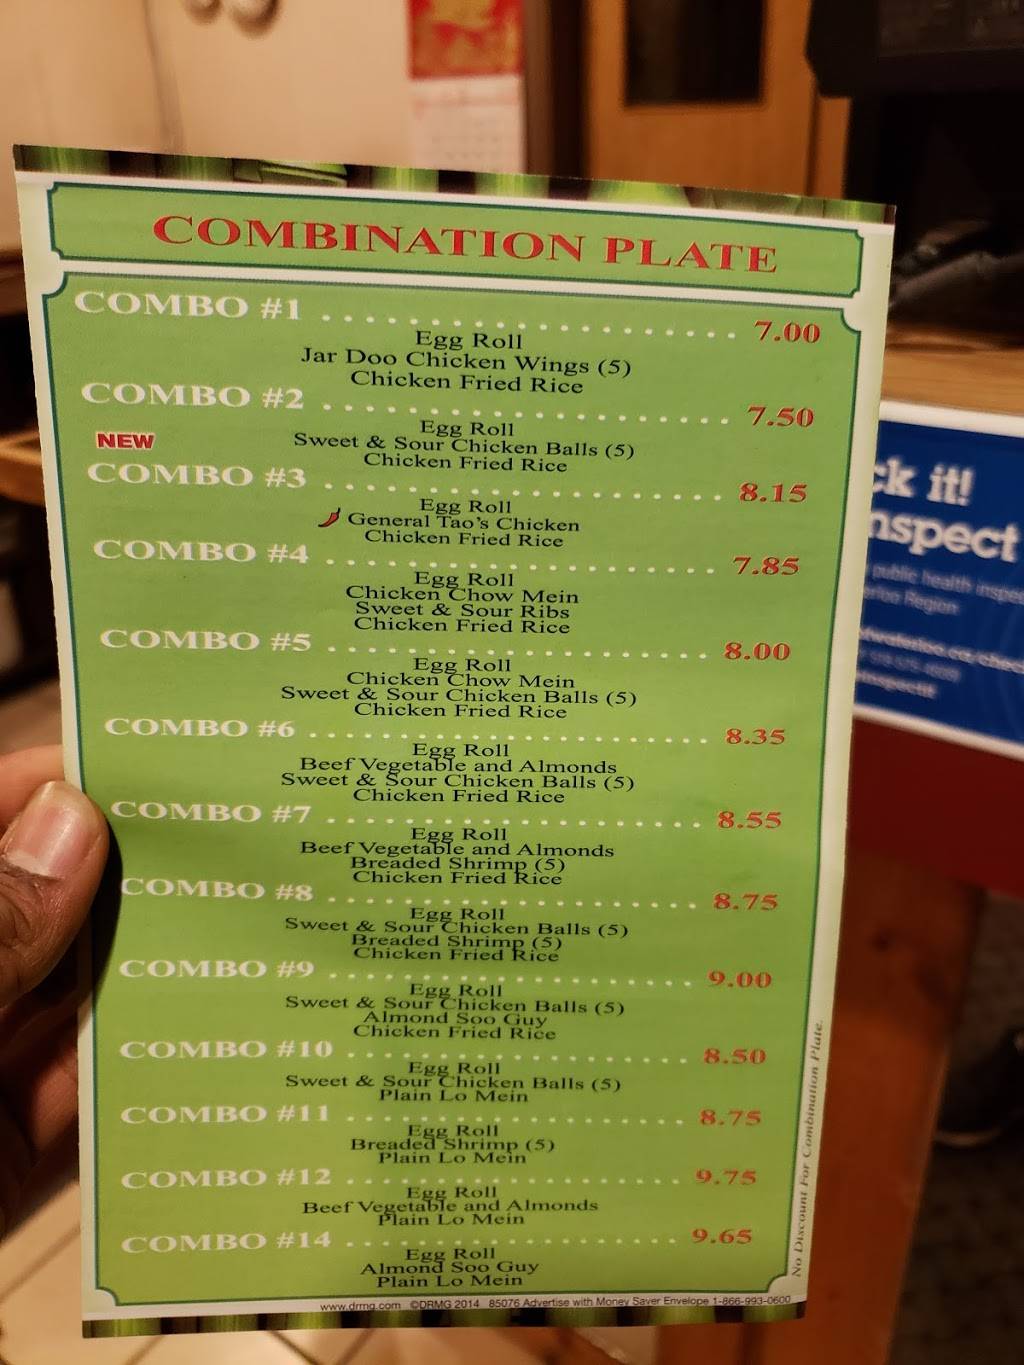 COMBINATION PLATE
COMBO #1 . . . . . . . . . . . . . . . . . . . . 7.00
Egg Roll
Jar Doo Chicken Wings (5)
Chicken Fried Rice
COMBO #2 . . . . . . . . . . . . . . . . . . . . 7.50
Egg Roll
Sweet & Sour Chicken Balls (5)
Chicken Fried Rice
NEW
COMBO #3 . . . . . . . . . . . . . . . . . . . . 8.15
Egg Roll
General Tao's Chicken
Chicken Fried Rice
COMBO #4 . . . . . . . . . . . . . . . . . . . . 7.85
Egg Roll
Chicken Chow Mein
Sweet & Sour Ribs
Chicken Fried Rice
COMBO #5 . . . . . . . . . . . . . . . . . . . . 8.00
Egg Roll
Chicken Chow Mein
Sweet & Sour Chicken Balls (5)
Chicken Fried Rice
COMBO #6 . . . . . . . . . . . . . . . . . . . . 8.35
Egg Roll
Beef Vegetable and Almonds
Sweet & Sour Chicken Balls (5)
Chicken Fried Rice
COMBO #7 . . . . . . . . . . . . . . . . . . . . 8.55
Egg Roll
Beef Vegetable and Almonds
Breaded Shrimp (5)
Chicken Fried Rice
COMBO #8 . . . . . . . . . . . . . . . . . . . . 8.75
Egg Roll
Sweet & Sour Chicken Balls (5)
Breaded Shrimp (5)
Chicken Fried Rice
COMBO #9 . . . . . . . . . . . . . . . . . . . . 9.00
Egg Roll
Sweet & Sour Chicken Balls (5)
Almond Soo Guy
Chicken Fried Rice
COMBO #10 . . . . . . . . . . . . . . . . . . . 8.50
Egg Roll
Sweet & Sour Chicken Balls (5)
Plain Lo Mein
COMBO #11 . . . . . . . . . . . . . . . . . . . 8.75
Egg Roll
Breaded Shrimp (5)
Plain Lo Mein
COMBO #12 . . . . . . . . . . . . . . . . . . . 9.75
Egg Roll
Beef Vegetable and Almonds
Plain Lo Mein
COMBO #14 . . . . . . . . . . . . . . . . . . . 9.65
Egg Roll
Almond Soo Guy
Plain Lo Mein
No Discount For Combination Plate.
www.drmg.com ©DRMG 2014 85076 Advertise with Money Saver Envelope 1-866-993-0600
ck it!
nspect
public health inspec
rloo Region